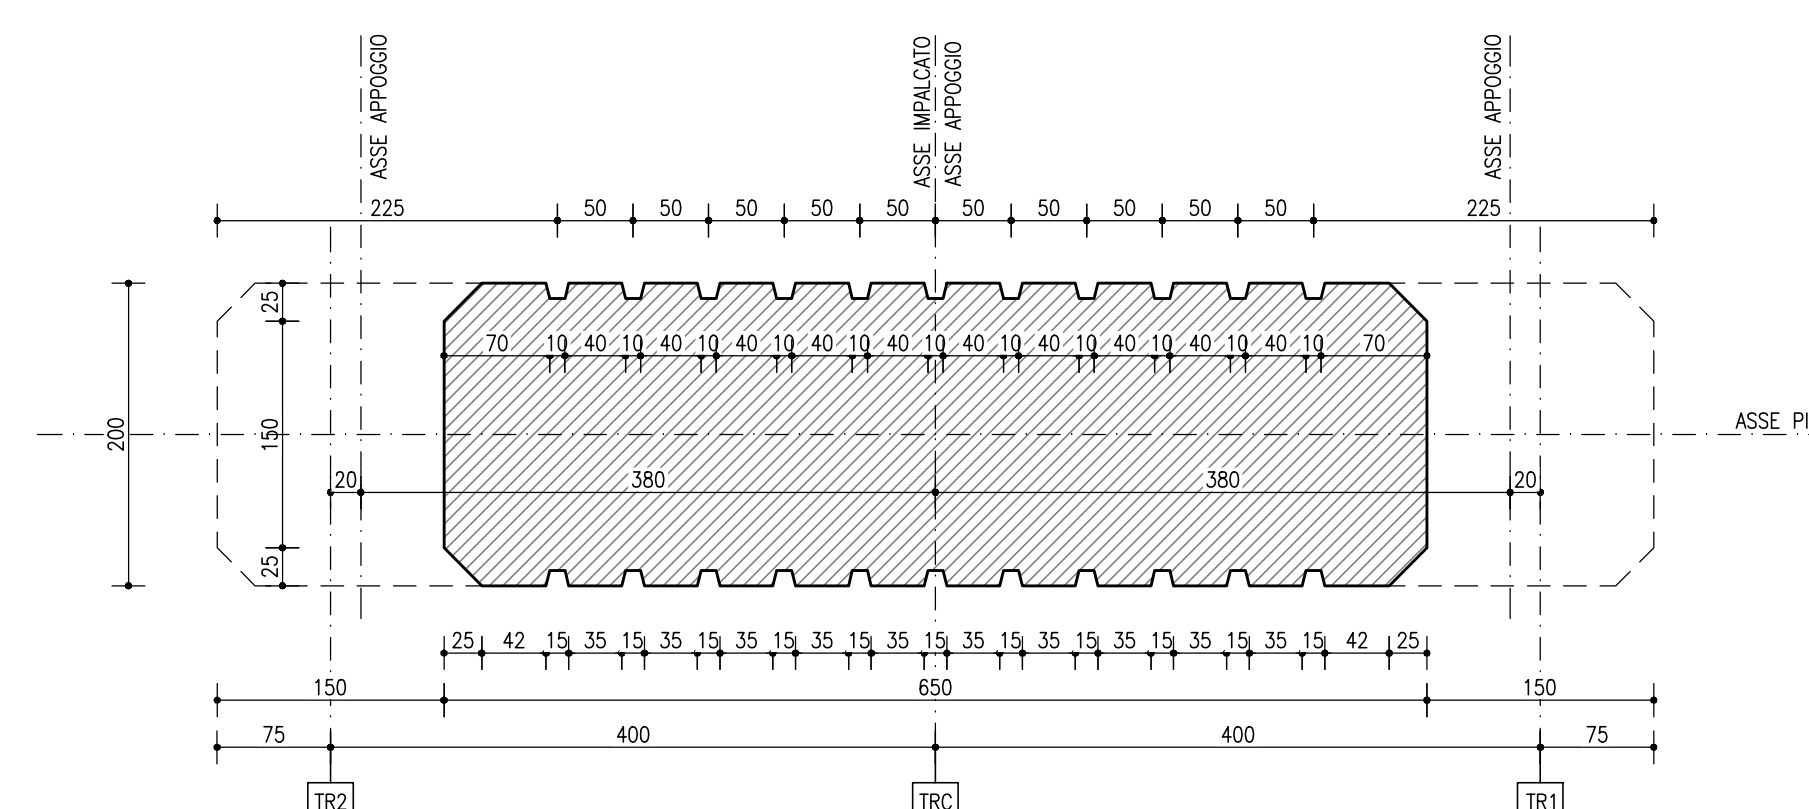 ASSE APPOGGIO
ASSE IMPALCATO
ASSE APPOGGIO
ASSE APPOGGIO
225 50 50 50 50 50 50 50 50 50 50 225
25
70 10 40 10 40 10 40 10 40 10 40 10 40 10 40 10 40 10 40 10 40 10 70
200
150
ASSE PI
20 380 380 20
25
25 42 15 35 15 35 15 35 15 35 15 35 15 35 15 35 15 35 15 35 15 35 15 42 25
150 650 150
75 400 400 75
TR2 TRC TR1